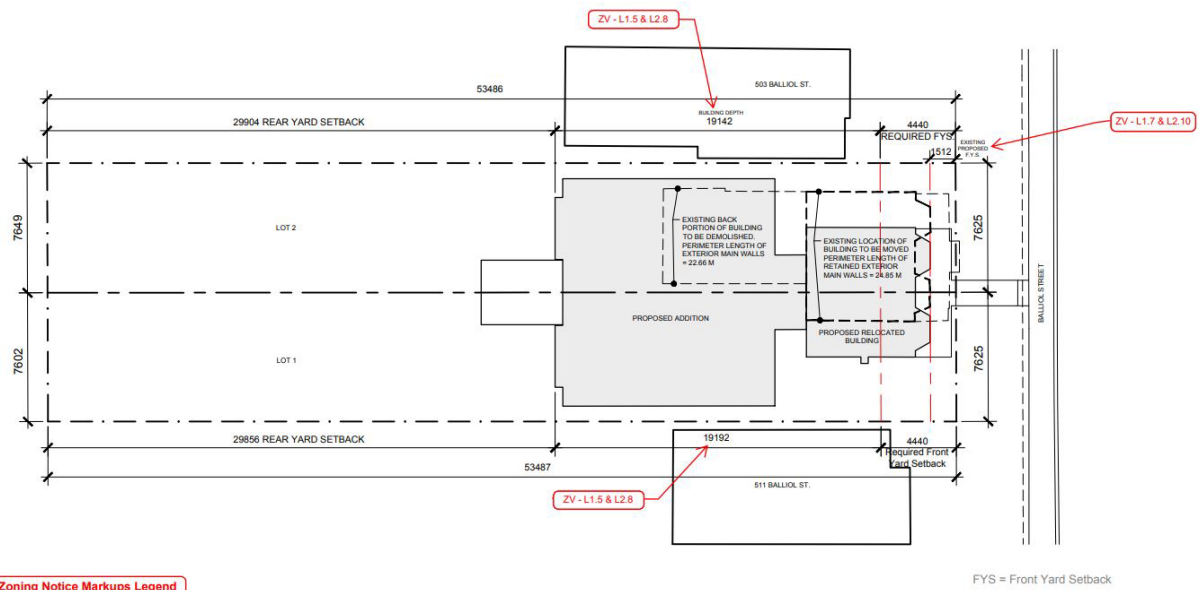 ZV - L1.5 & L2.8
503 BALLIOL ST.
53486
BUILDING DEPTH
19142
29904 REAR YARD SETBACK
4440
REQUIRED FYS.
ZV - L1.7 & L2.10
EXISTING
PROPOSED
F.Y.S.
1512
7649
LOT 2
EXISTING BACK
PORTION OF BUILDING
TO BE DEMOLISHED.
PERIMETER LENGTH OF
EXTERIOR MAIN WALLS
= 22.66 M
EXISTING LOCATION OF
BUILDING TO BE MOVED
PERIMETER LENGTH OF
RETAINED EXTERIOR
MAIN WALLS = 24.85 M
7625
BALLIOL STREET
PROPOSED ADDITION
PROPOSED RELOCATED
BUILDING
7602
LOT 1
7625
29856 REAR YARD SETBACK
19192
4440
Required Front
Yard Setback
53487
511 BALLIOL ST.
ZV - L1.5 & L2.8
FYS = Front Yard Setback
Zoning Notice Markups Legend